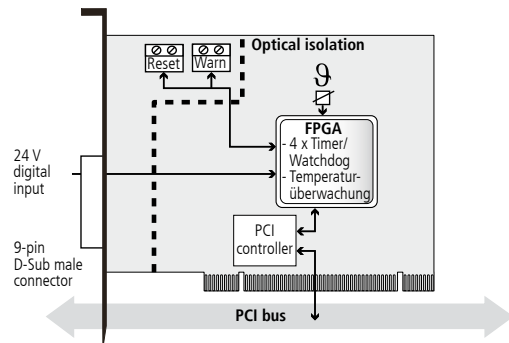 Optical isolation
Reset
Warn
ϑ
FPGA
- 4 x Timer/
Watchdog
- Temperatur-
überwachung
24 V
digital
input
PCI
controller
9-pin
D-Sub male
connector
PCI bus